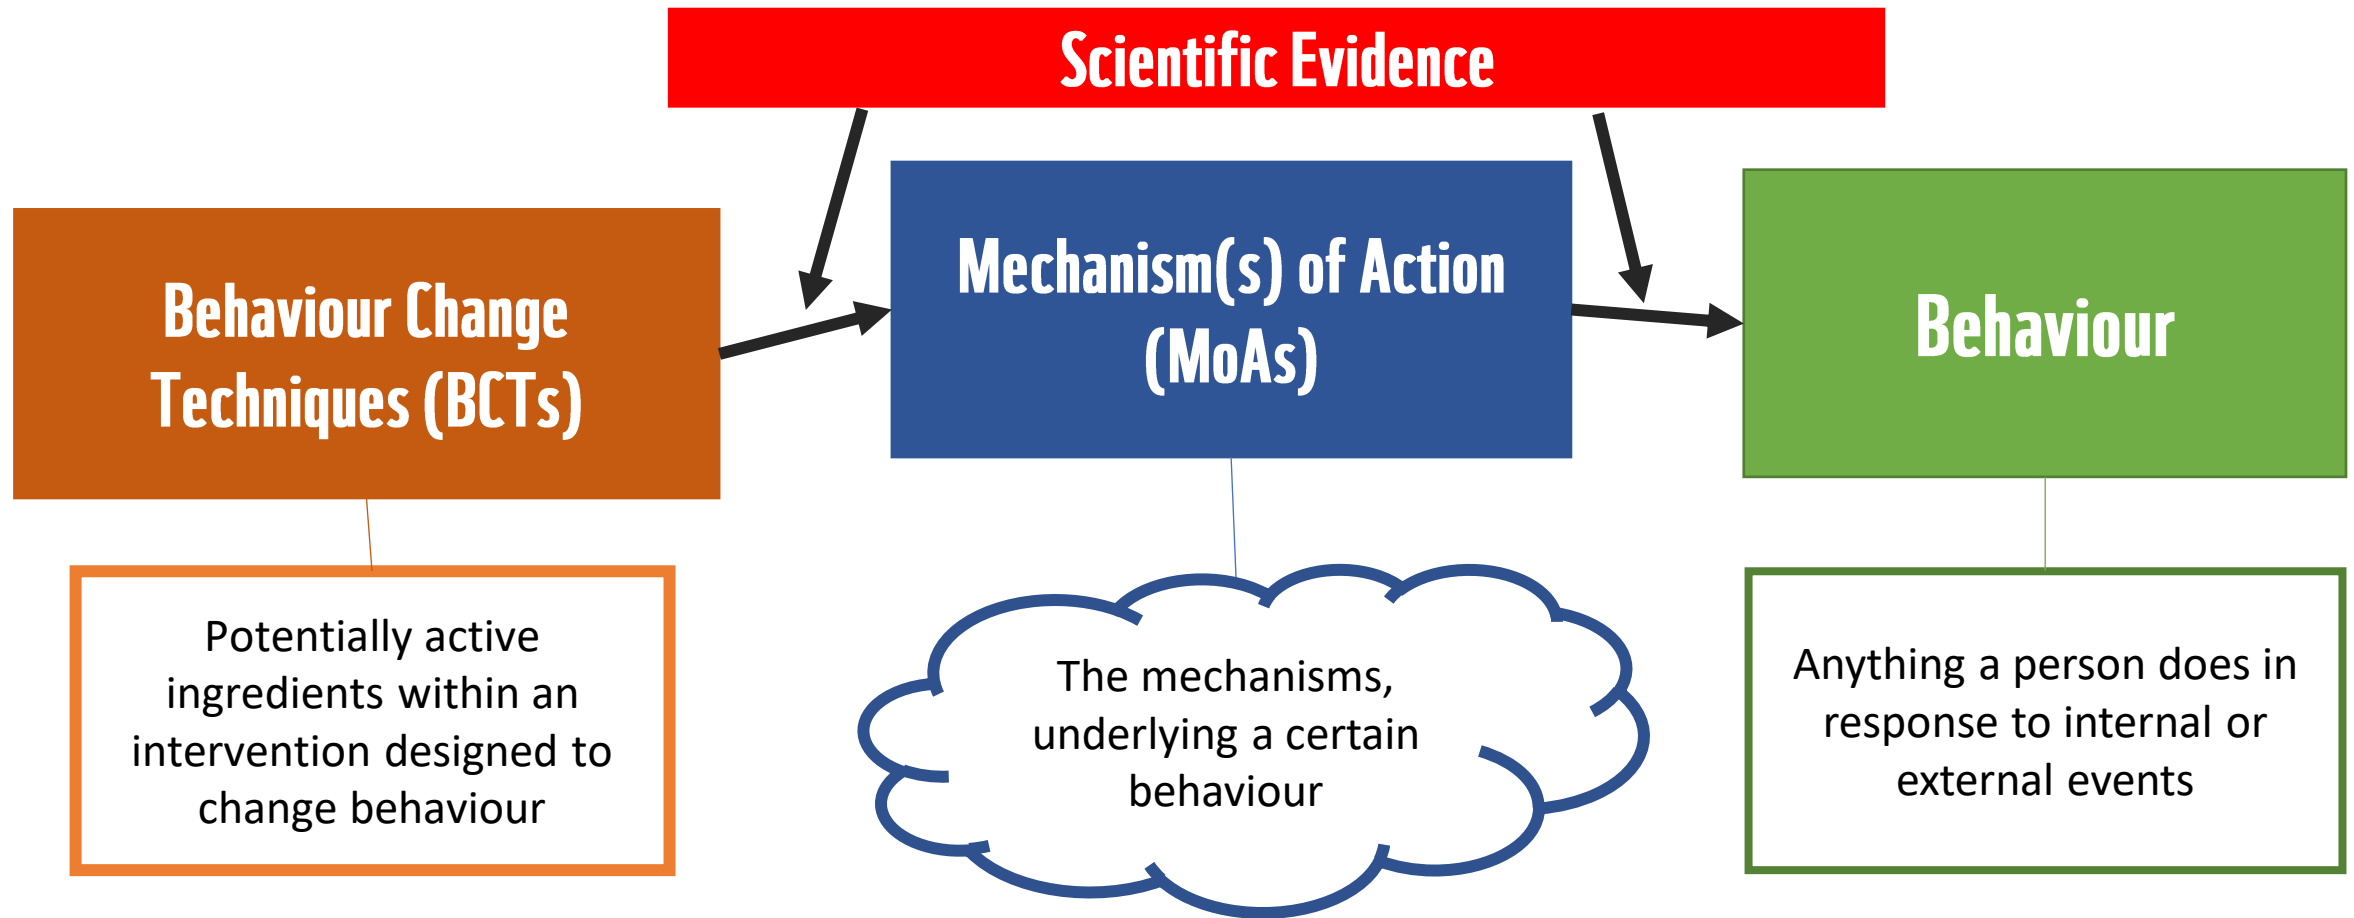 Scientific Evidence
Behaviour Change
Techniques (BCTs)
Mechanism(s) of Action
(MoAs)
Behaviour
Potentially active
ingredients within an
intervention designed to
change behaviour
The mechanisms,
underlying a certain
behaviour
Anything a person does in
response to internal or
external events